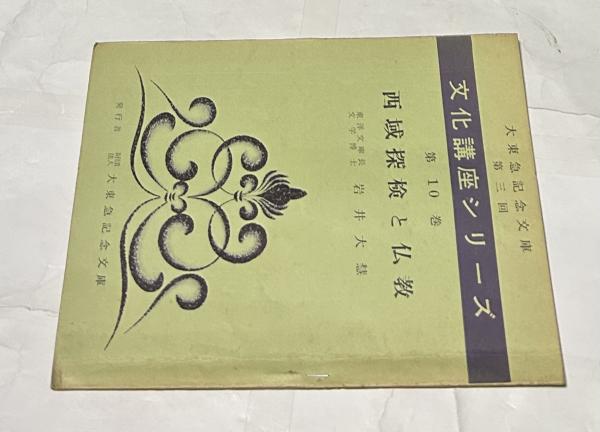 大東急記念文庫
第三回
文化講座シリーズ
第10巻
西域探検と仏教
東洋文庫長
文学博士
岩井大慧
発行者 財団法人 大東急記念文庫